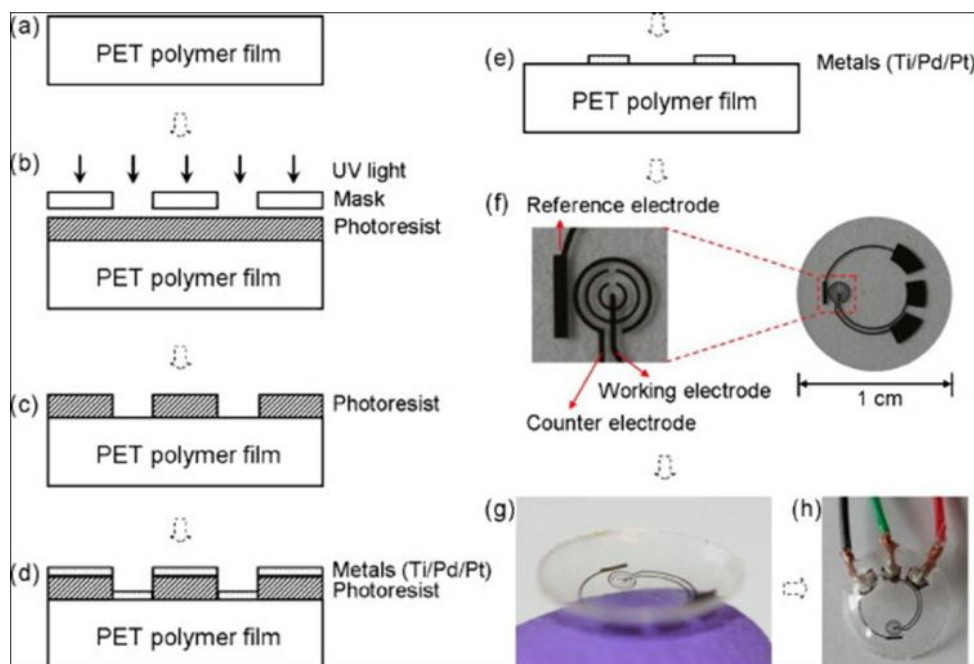 (a)
PET polymer film
(b)
UV light
Mask
Photoresist
PET polymer film
(c)
Photoresist
PET polymer film
(d)
Metals (Ti/Pd/Pt)
Photoresist
PET polymer film
(e)
Metals (Ti/Pd/Pt)
PET polymer film
(f)
Reference electrode
Working electrode
Counter electrode
1 cm
(g)
(h)